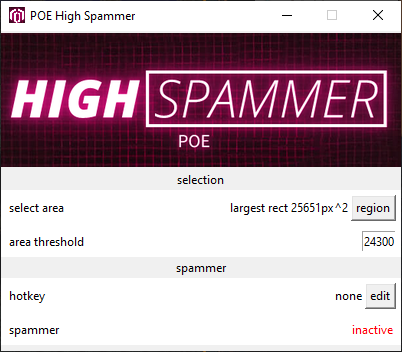 POE High Spammer
HIGH SPAMMER
POE
selection
select area largest rect 25651px^2 region
area threshold 24300
spammer
hotkey none edit
spammer inactive